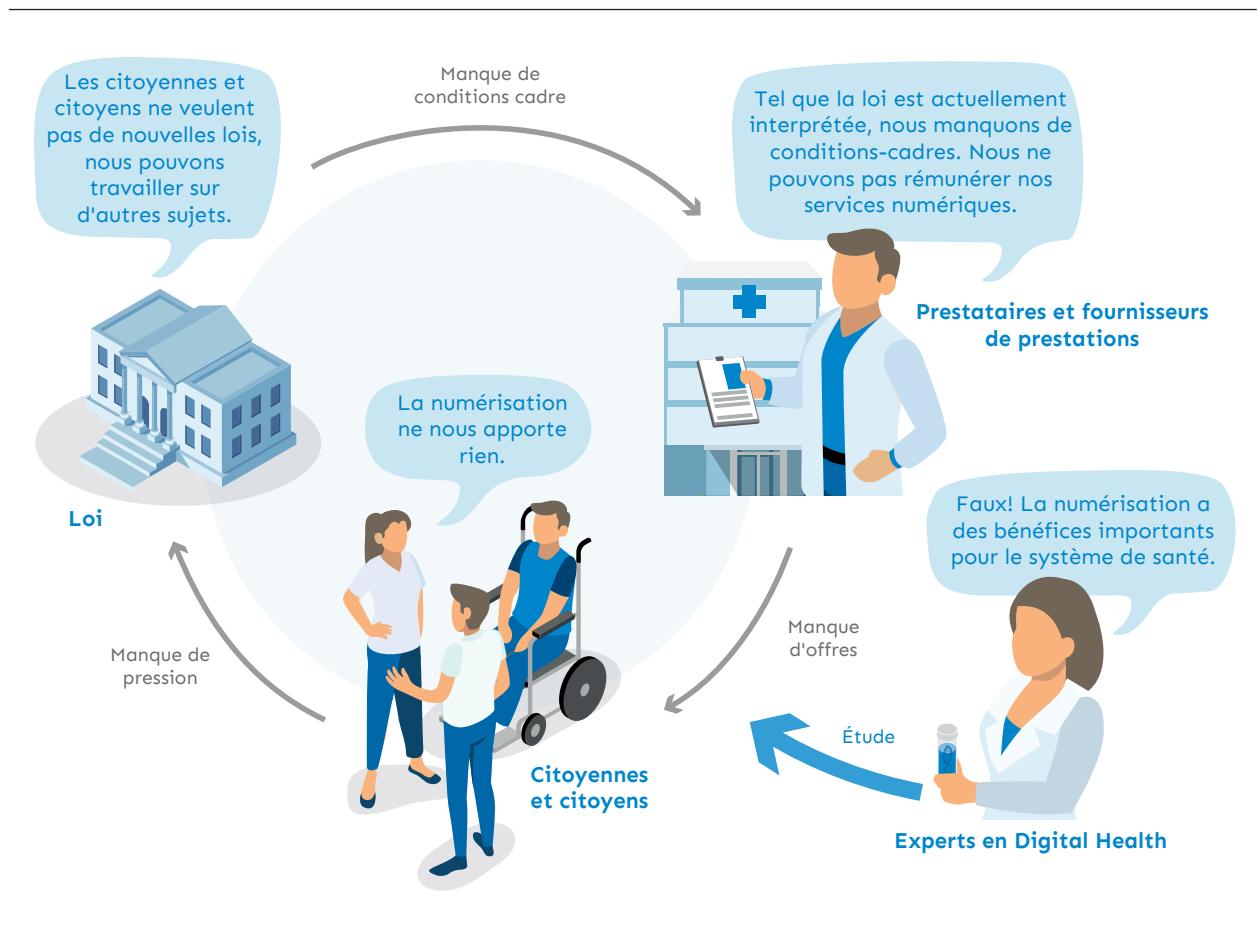 Les citoyennes et
citoyens ne veulent
pas de nouvelles lois,
nous pouvons
travailler sur
d'autres sujets.
Manque de
conditions cadre
Tel que la loi est actuellement
interprétée, nous manquons de
conditions-cadres. Nous ne
pouvons pas rémunérer nos
services numériques.
Prestataires et fournisseurs
de prestations
La numérisation
ne nous apporte
rien.
Loi
Faux! La numérisation a
des bénéfices importants
pour le système de santé.
Manque de
pression
Manque
d'offres
Étude
Citoyennes
et citoyens
Experts en Digital Health